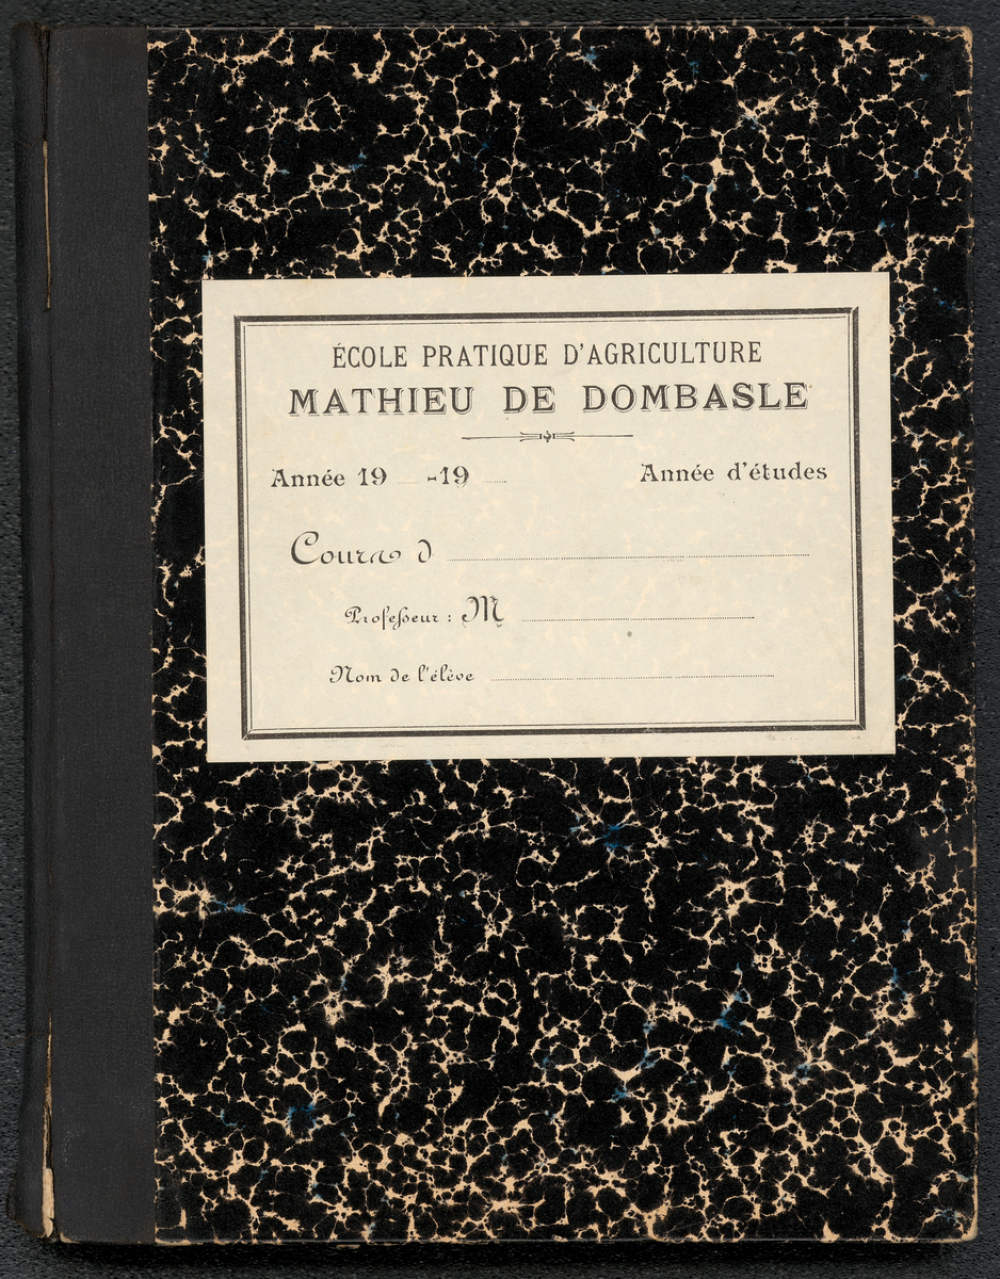 ÉCOLE PRATIQUE D'AGRICULTURE
MATHIEU DE DOMBASLE
Année 19 -19 Année d'études
Cours d
Professeur : M
Nom de l'élève